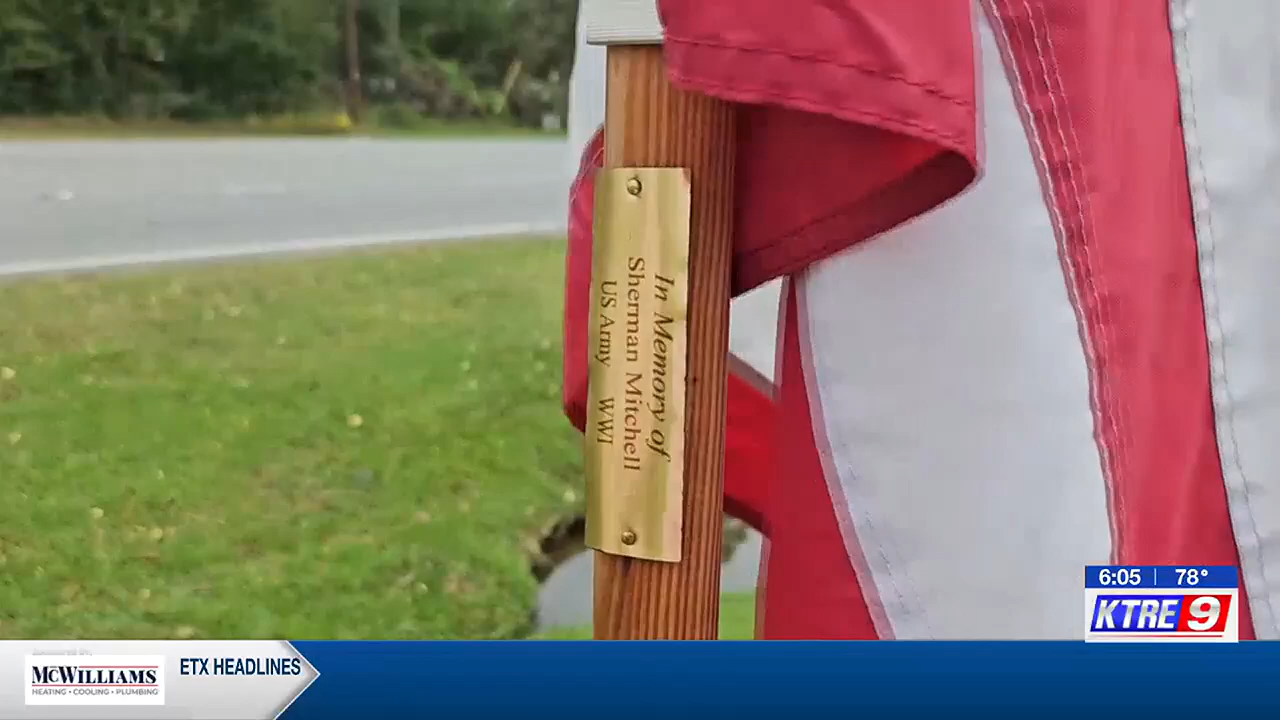 In Memory of
Sherman Mitchell
US Army WWI
6:05 | 78°
KTRE 9
McWILLIAMS
HEATING • COOLING • PLUMBING
ETX HEADLINES